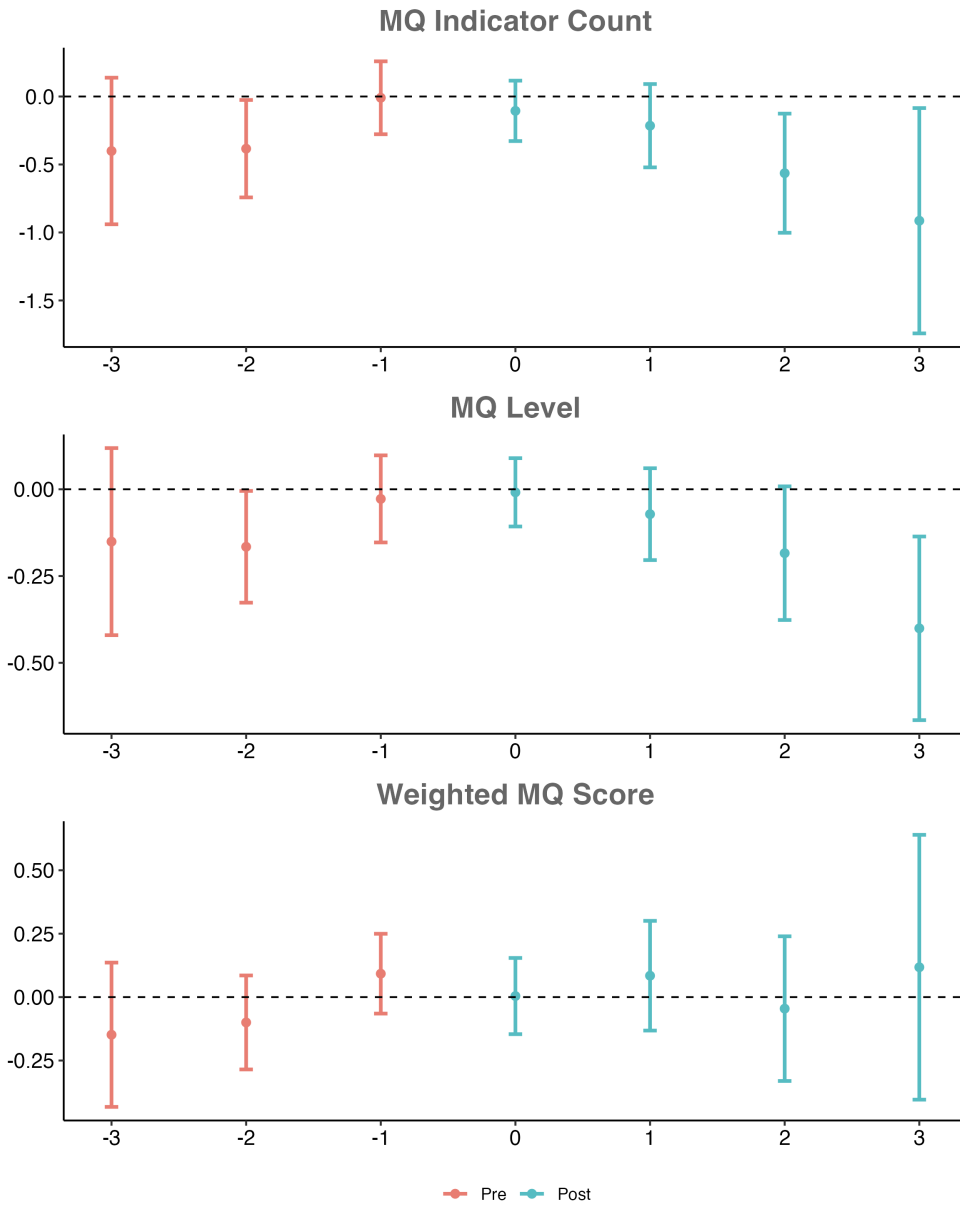 MQ Indicator Count
0.0
-0.5
-1.0
-1.5
-3 -2 -1 0 1 2 3
MQ Level
0.00
-0.25
-0.50
-3 -2 -1 0 1 2 3
Weighted MQ Score
0.50
0.25
0.00
-0.25
-3 -2 -1 0 1 2 3
Pre Post